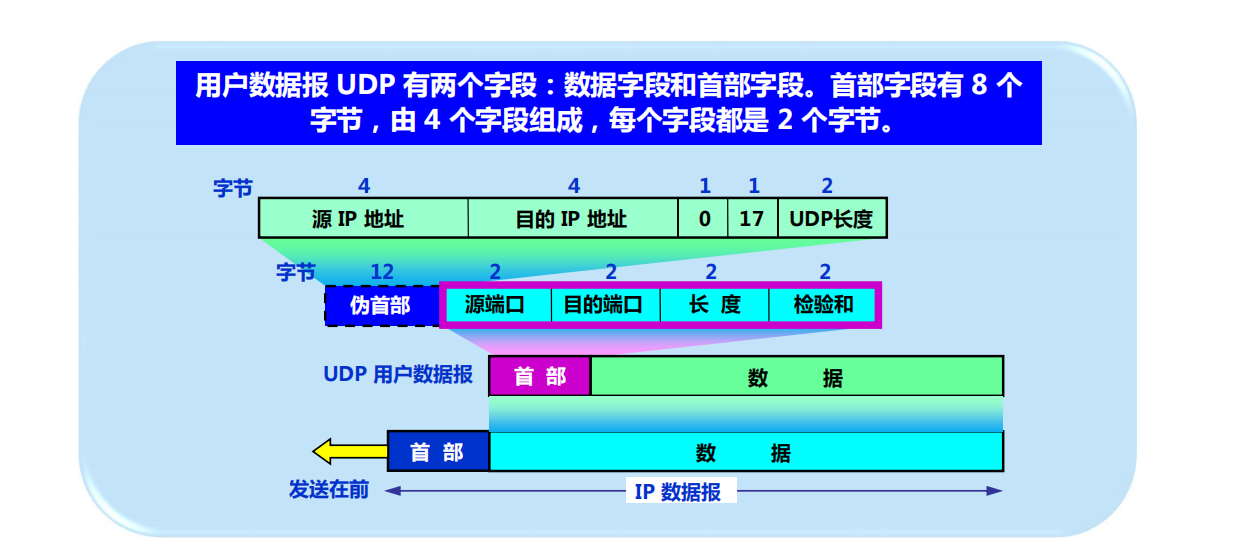 用户数据报 UDP 有两个字段：数据字段和首部字段。首部字段有 8 个
字节，由 4 个字段组成，每个字段都是 2 个字节。
字节 4 4 1 1 2
源 IP 地址 目的 IP 地址 0 17 UDP长度
字节 12 2 2 2 2
伪首部 源端口 目的端口 长 度 检验和
UDP 用户数据报 首 部 数 据
首 部 数 据
发送在前 IP 数据报